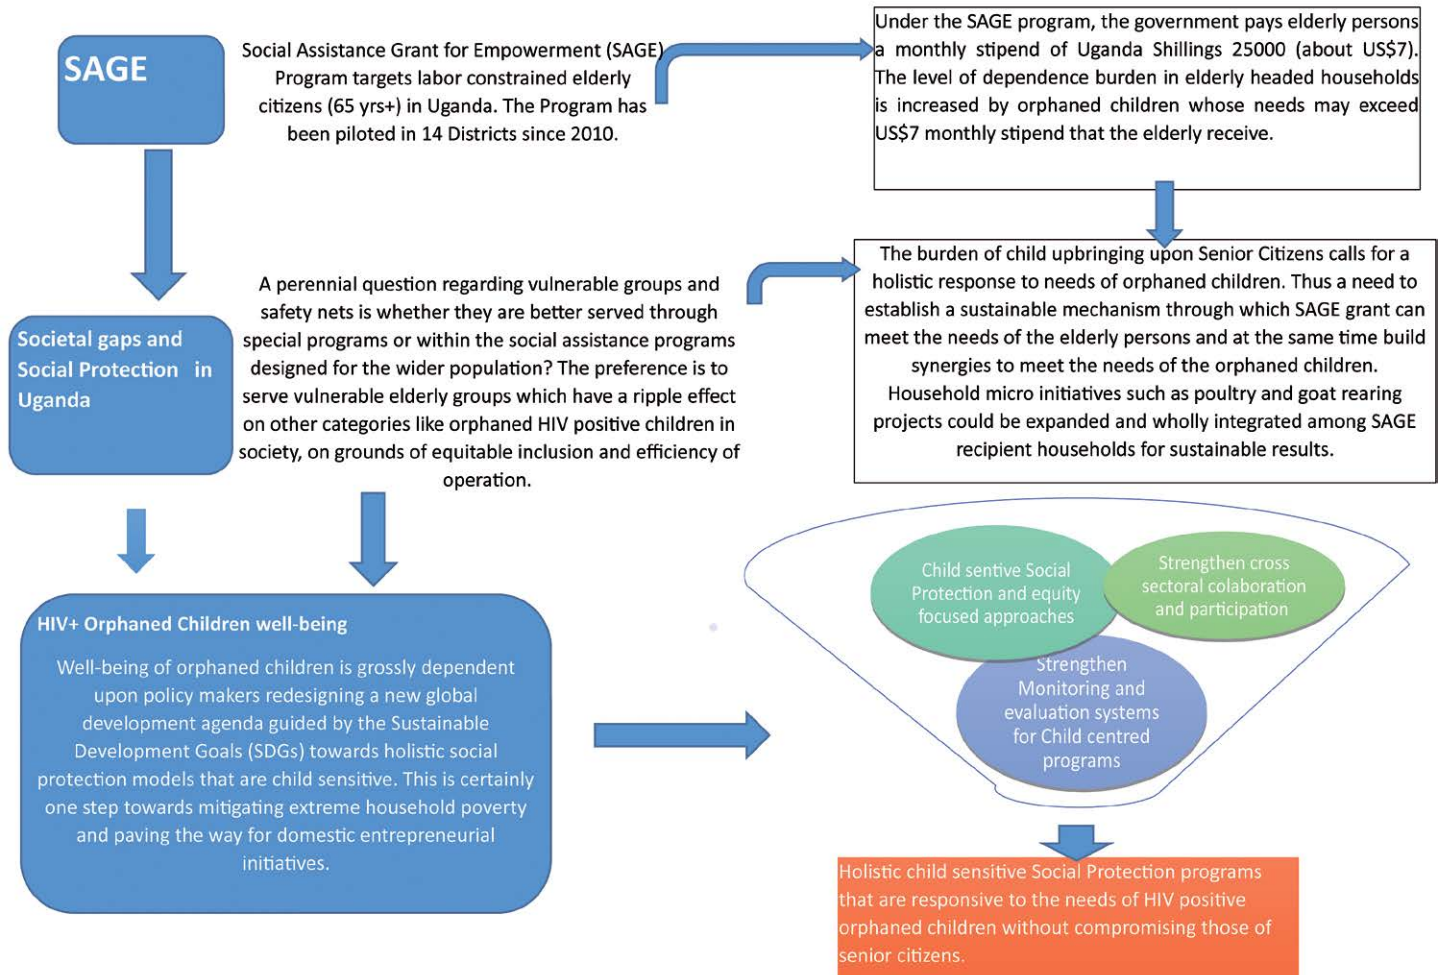 SAGE
Social Assistance Grant for Empowerment (SAGE)
Program targets labor constrained elderly
citizens (65 yrs+) in Uganda. The Program has
been piloted in 14 Districts since 2010.
Under the SAGE program, the government pays elderly persons
a monthly stipend of Uganda Shillings 25000 (about US$7).
The level of dependence burden in elderly headed households
is increased by orphaned children whose needs may exceed
US$7 monthly stipend that the elderly receive.
Societal gaps and
Social Protection in
Uganda
A perennial question regarding vulnerable groups and
safety nets is whether they are better served through
special programs or within the social assistance programs
designed for the wider population? The preference is to
serve vulnerable elderly groups which have a ripple effect
on other categories like orphaned HIV positive children in
society, on grounds of equitable inclusion and efficiency of
operation.
The burden of child upbringing upon Senior Citizens calls for a
holistic response to needs of orphaned children. Thus a need to
establish a sustainable mechanism through which SAGE grant can
meet the needs of the elderly persons and at the same time build
synergies to meet the needs of the orphaned children.
Household micro initiatives such as poultry and goat rearing
projects could be expanded and wholly integrated among SAGE
recipient households for sustainable results.
HIV+ Orphaned Children well-being
Well-being of orphaned children is grossly dependent
upon policy makers redesigning a new global
development agenda guided by the Sustainable
Development Goals (SDGs) towards holistic social
protection models that are child sensitive. This is certainly
one step towards mitigating extreme household poverty
and paving the way for domestic entrepreneurial
initiatives.
Child sentive Social
Protection and equity
focused approaches
Strengthen cross
sectoral colaboration
and participation
Strengthen
Monitoring and
evaluation systems
for Child centred
programs
Holistic child sensitive Social Protection programs
that are responsive to the needs of HIV positive
orphaned children without compromising those of
senior citizens.